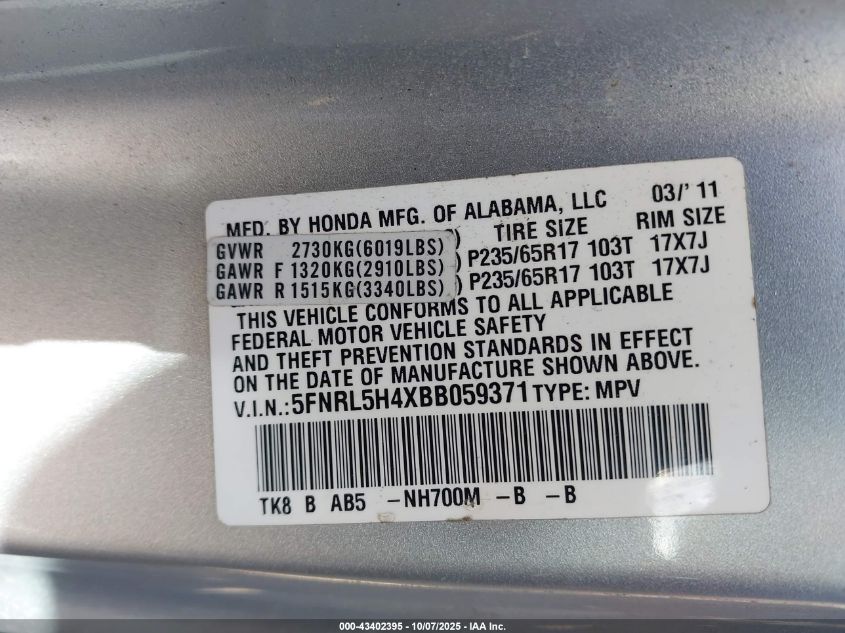 MFD. BY HONDA MFG. OF ALABAMA, LLC 03/' 11
TIRE SIZE RIM SIZE
GVWR 2730KG(6019LBS)
GAWR F 1320KG(2910LBS) ) P235/65R17 103T 17X7J
GAWR R 1515KG(3340LBS) ) P235/65R17 103T 17X7J
THIS VEHICLE CONFORMS TO ALL APPLICABLE
FEDERAL MOTOR VEHICLE SAFETY
AND THEFT PREVENTION STANDARDS IN EFFECT
ON THE DATE OF MANUFACTURE SHOWN ABOVE.
V.I.N.:5FNRL5H4XBB059371 TYPE: MPV
TK8 B AB5 -NH700M -B -B
000-43402395 - 10/07/2025 - IAA Inc.